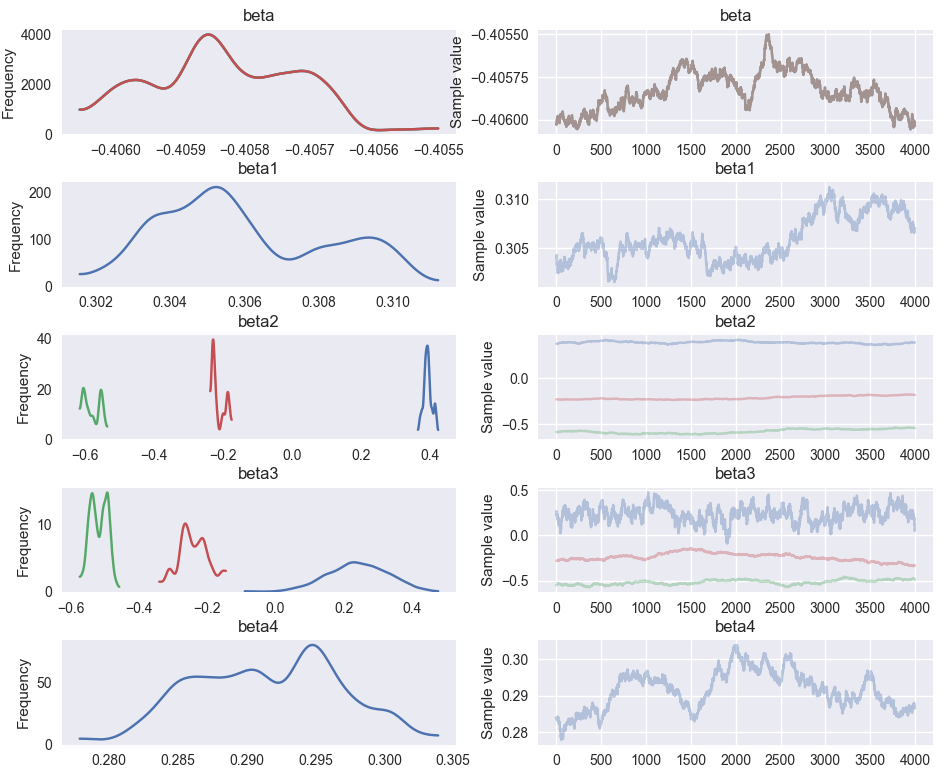 beta
Frequency
4000
2000
0
−0.4060 −0.4059 −0.4058 −0.4057 −0.4056 −0.4055
beta
Sample value
−0.40550
−0.40575
−0.40600
0 500 1000 1500 2000 2500 3000 3500 4000
beta1
Frequency
200
100
0
0.302 0.304 0.306 0.308 0.310
beta1
Sample value
0.310
0.305
0 500 1000 1500 2000 2500 3000 3500 4000
beta2
Frequency
40
20
0
−0.6 −0.4 −0.2 0.0 0.2 0.4
beta2
Sample value
0.0
−0.5
0 500 1000 1500 2000 2500 3000 3500 4000
beta3
Frequency
10
0
−0.6 −0.4 −0.2 0.0 0.2 0.4
beta3
Sample value
0.5
0.0
−0.5
0 500 1000 1500 2000 2500 3000 3500 4000
beta4
Frequency
50
0
0.280 0.285 0.290 0.295 0.300 0.305
beta4
Sample value
0.30
0.29
0.28
0 500 1000 1500 2000 2500 3000 3500 4000